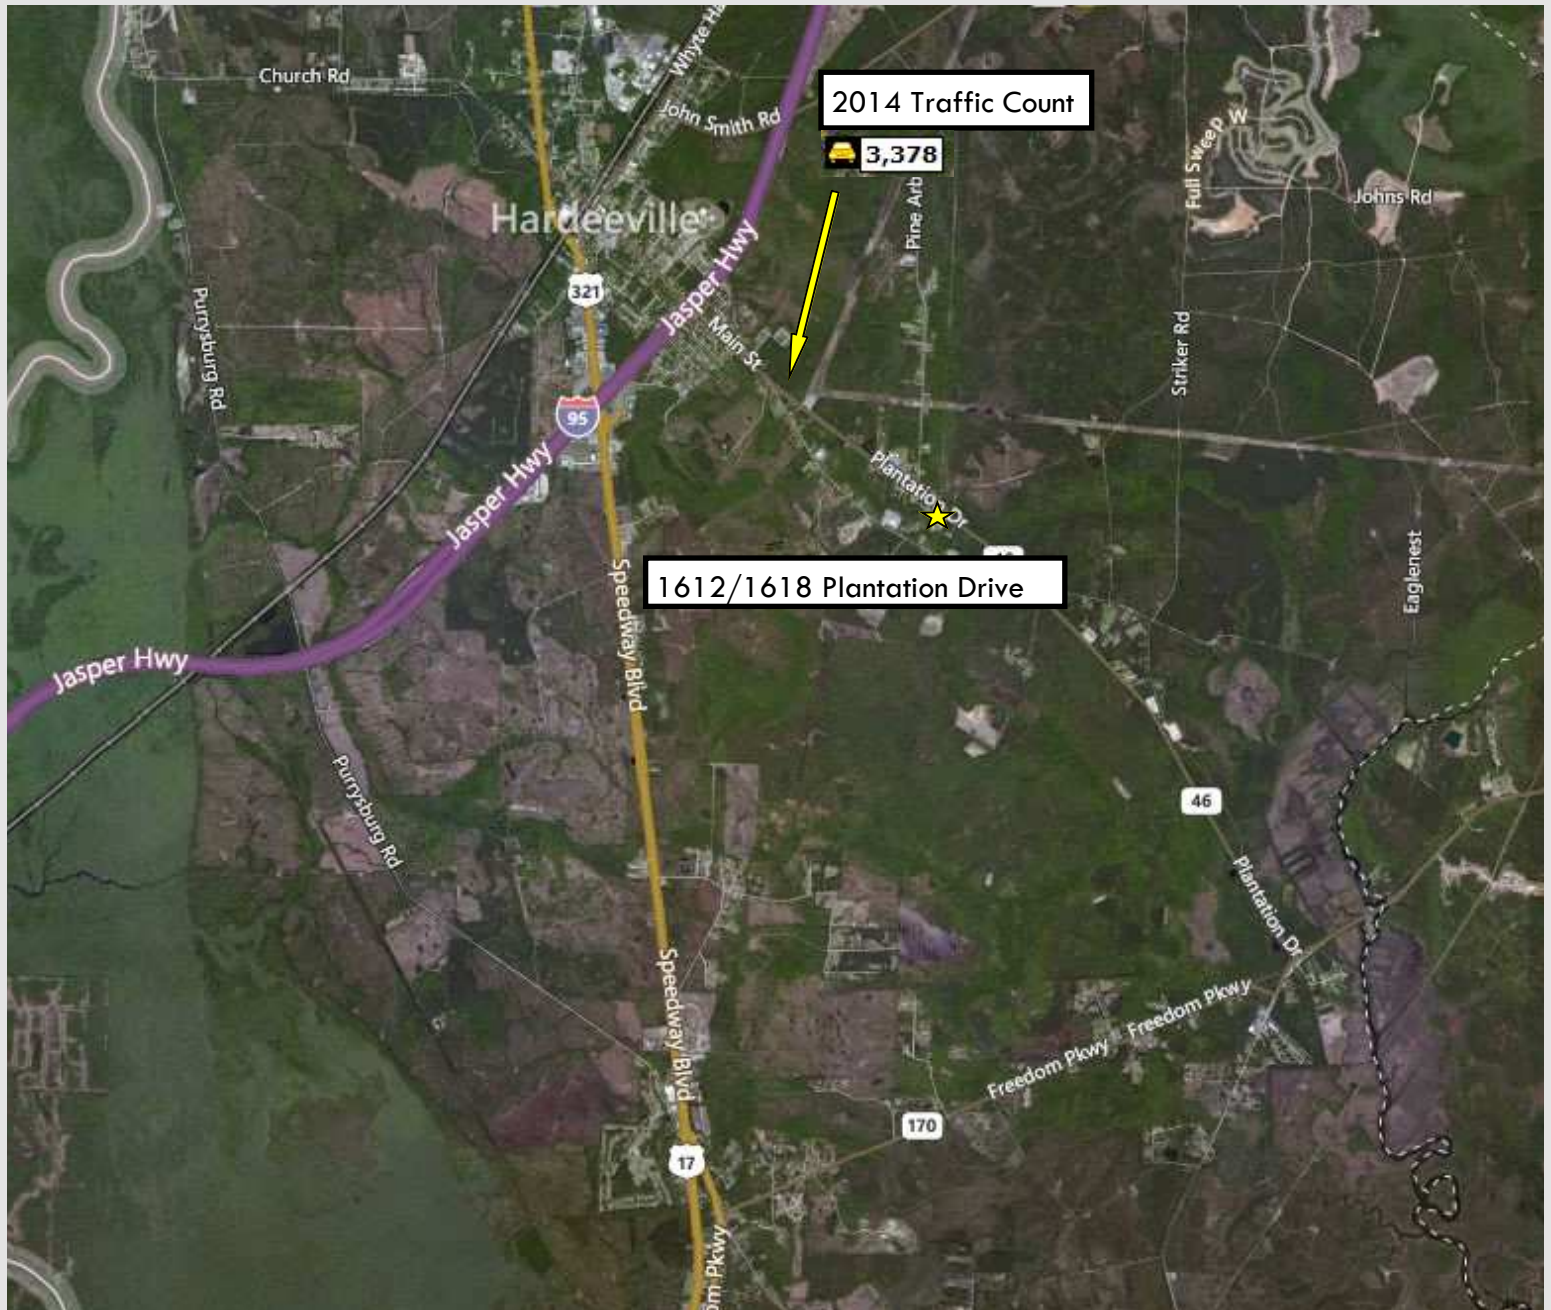 Church Rd
John Smith Rd
2014 Traffic Count
3,378
Full Sweep W
Johns Rd
Pine Arb
Hardeeville
Jasper Hwy
321
Purrysburg Rd
Main St
Striker Rd
95
Jasper Hwy
Plantation Dr
Eaglenest
1612/1618 Plantation Drive
Speedway Blvd
Jasper Hwy
Purrysburg Rd
46
Plantation Dr
Speedway Blvd
Freedom Pkwy
Freedom Pkwy
170
17
Pkwy